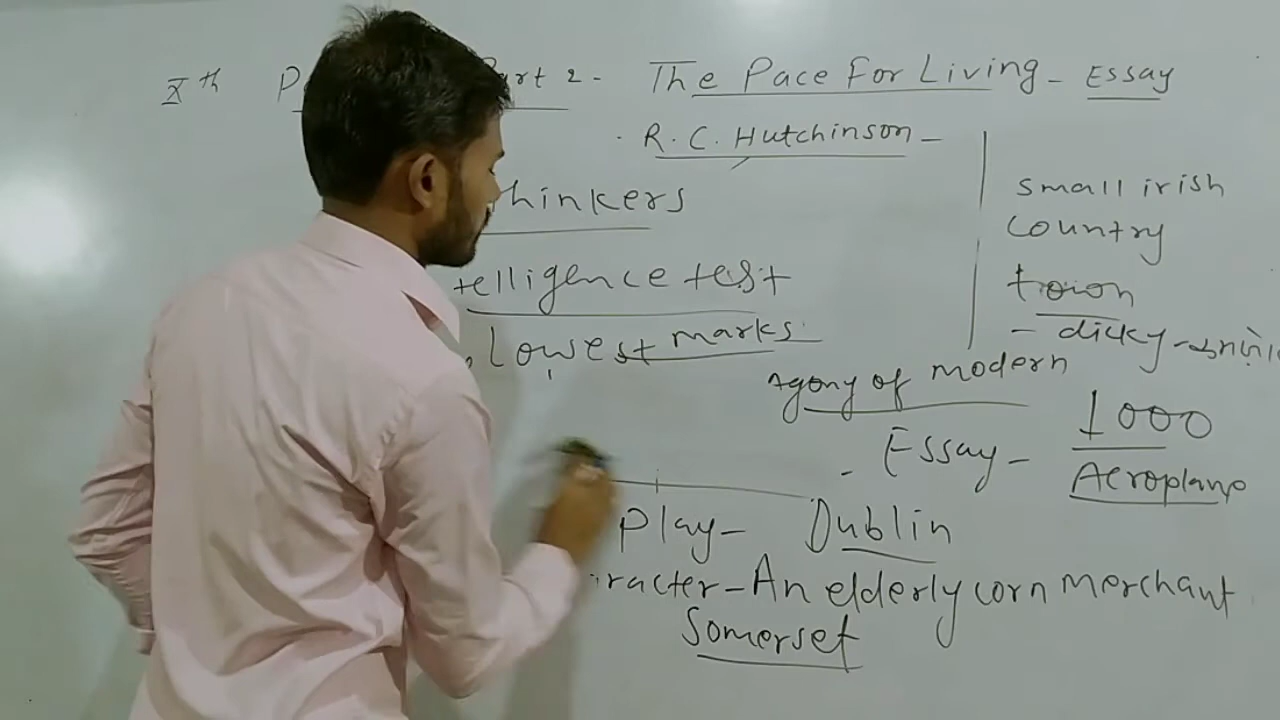 Xth P art 2 - The Pace For Living - Essay
R. C. Hutchinson -
hinkers
telligence test
Lowest marks
small irish
country
town
- dicky -
Agony of modern
- Essay -
1000
Aeroplane
Play - Dublin
racter - An elderly corn merchant
Somerset